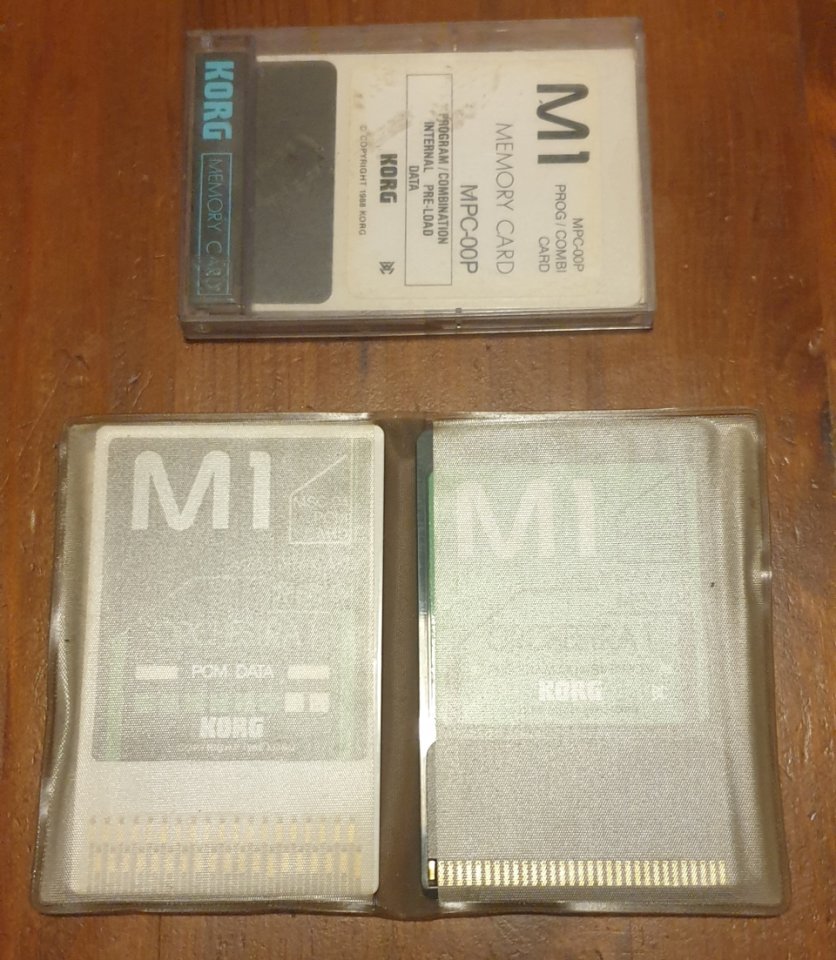 KORG
MEMORY CARD
M1
MEMORY CARD
MPC-00P
PROGRAM / COMBINATION
INTERNAL PRE-LOAD
DATA
KORG
© COPYRIGHT 1988 KORG
MPC-00P
PROG / COMBI
CARD
M1
PCM DATA
KORG
M1
ORCHESTRA
KORG